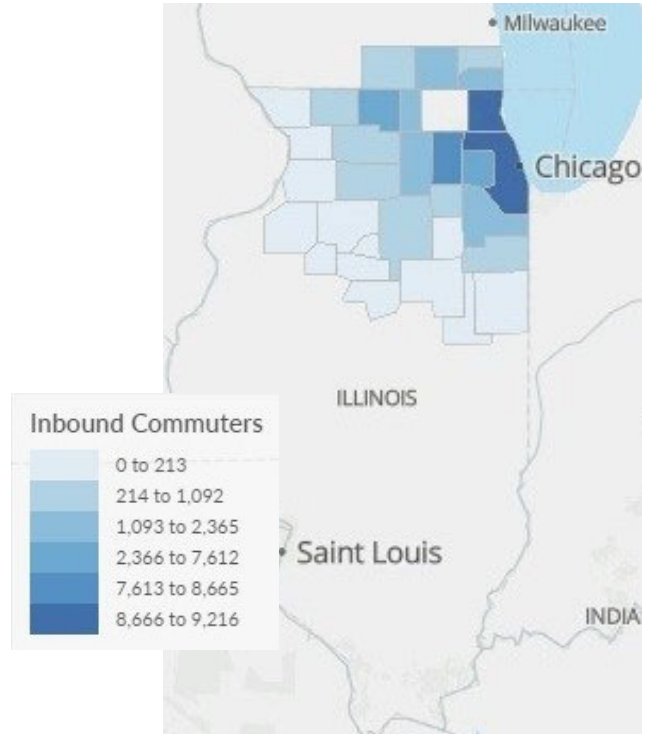 Milwaukee
Chicago
ILLINOIS
Inbound Commuters
0 to 213
214 to 1,092
1,093 to 2,365
2,366 to 7,612
7,613 to 8,665
8,666 to 9,216
Saint Louis
INDIA